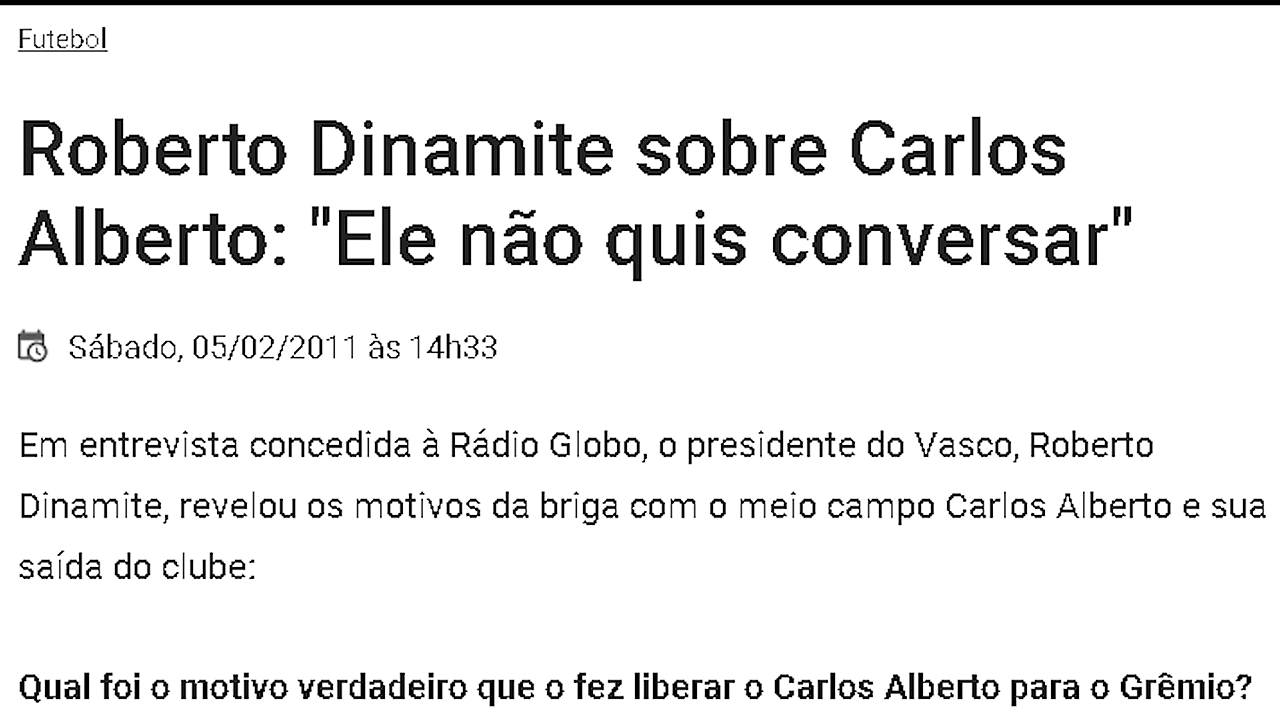 Futebol
Roberto Dinamite sobre Carlos
Alberto: "Ele não quis conversar"
Sábado, 05/02/2011 às 14h33
Em entrevista concedida à Rádio Globo, o presidente do Vasco, Roberto
Dinamite, revelou os motivos da briga com o meio campo Carlos Alberto e sua
saída do clube:
Qual foi o motivo verdadeiro que o fez liberar o Carlos Alberto para o Grêmio?